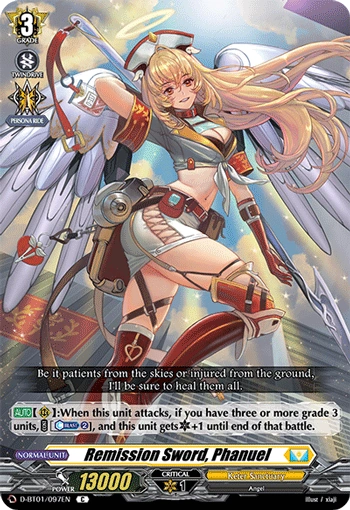 3
GRADE
TWINDRIVE
PERSONA RIDE
Be it patients from the skies or injured from the ground,
I'll be sure to heal them all.
AUTO [ ]:When this unit attacks, if you have three or more grade 3
units, [C-BLAST 2], and this unit gets +1 until end of that battle.
NORMAL UNIT
Remission Sword, Phanuel
POWER 13000
CRITICAL
1
Keter Sanctuary
Angel
D-BT01/097EN C
Illust / xiaji